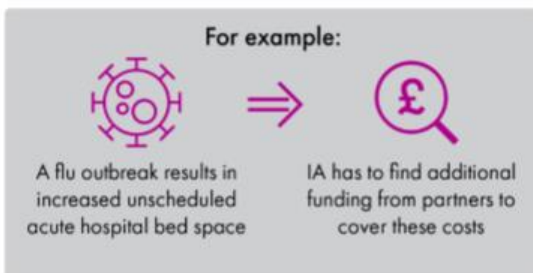 For example:
£
A flu outbreak results in
increased unscheduled
acute hospital bed space
IA has to find additional
funding from partners to
cover these costs